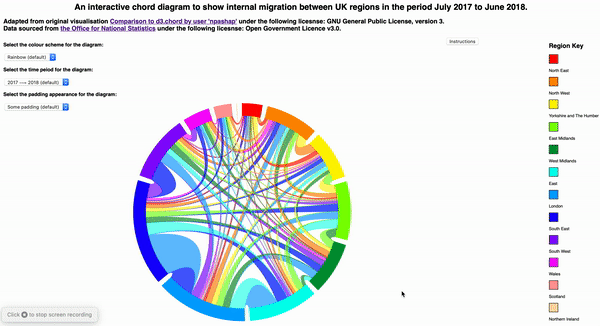 An interactive chord diagram to show internal migration between UK regions in the period July 2017 to June 2018.
Adapted from original visualisation Comparison to d3.chord by user 'npashap' under the following licesnse: GNU General Public License, version 3.
Data sourced from the Office for National Statistics under the following licesnse: Open Government Licence v3.0.
Select the colour scheme for the diagram:
Instructions
Region Key
Rainbow (default)
Select the time peiod for the diagram:
2017 ---> 2018 (default)
Select the padding appearance for the diagram:
Some padding (default)
North East
North West
Yorkshire and The Humber
East Midlands
West Midlands
East
London
South East
South West
Wales
Scotland
Northern Ireland
Click to stop screen recording